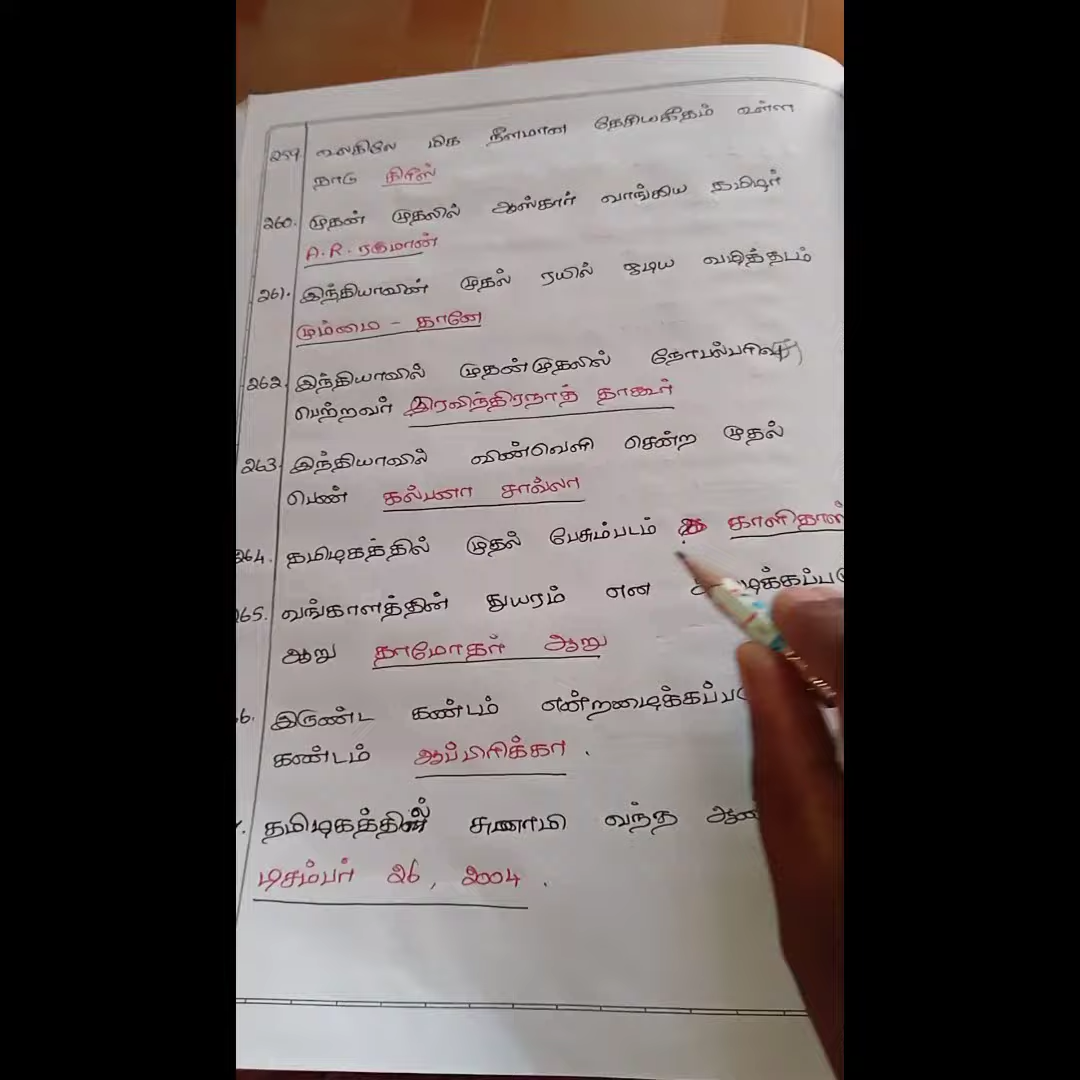 259. உலகிலே மிக நீளமான தேசியகீதம் உள்ள
நாடு கிரீஸ்
260. முதன் முதலில் ஆஸ்கார் வாங்கிய தமிழர்
A.R. ரகுமான்
261. இந்தியாவின் முதல் ரயில் ஓடிய வழித்தடம்
மும்மை - தானே
262. இந்தியாவில் முதன்முதலில் நோபல்பரிசு
பெற்றவர் இரவிந்திரநாத் தாகூர்
263. இந்தியாவில் விண்வெளி சென்ற முதல்
பெண் கல்பனா சாவ்லா
264. தமிழகத்தில் முதல் பேசும்படம் காளிதாஸ்
65. வங்காளத்தின் துயரம் என
ஆறு தாமோதர் ஆறு
6. இருண்ட கண்டம் என்றழைக்கப்படு
கண்டம் ஆப்பிரிக்கா .
தமிழகத்தில் சுனாமி வந்த
டிசம்பர் 26, 2004 .